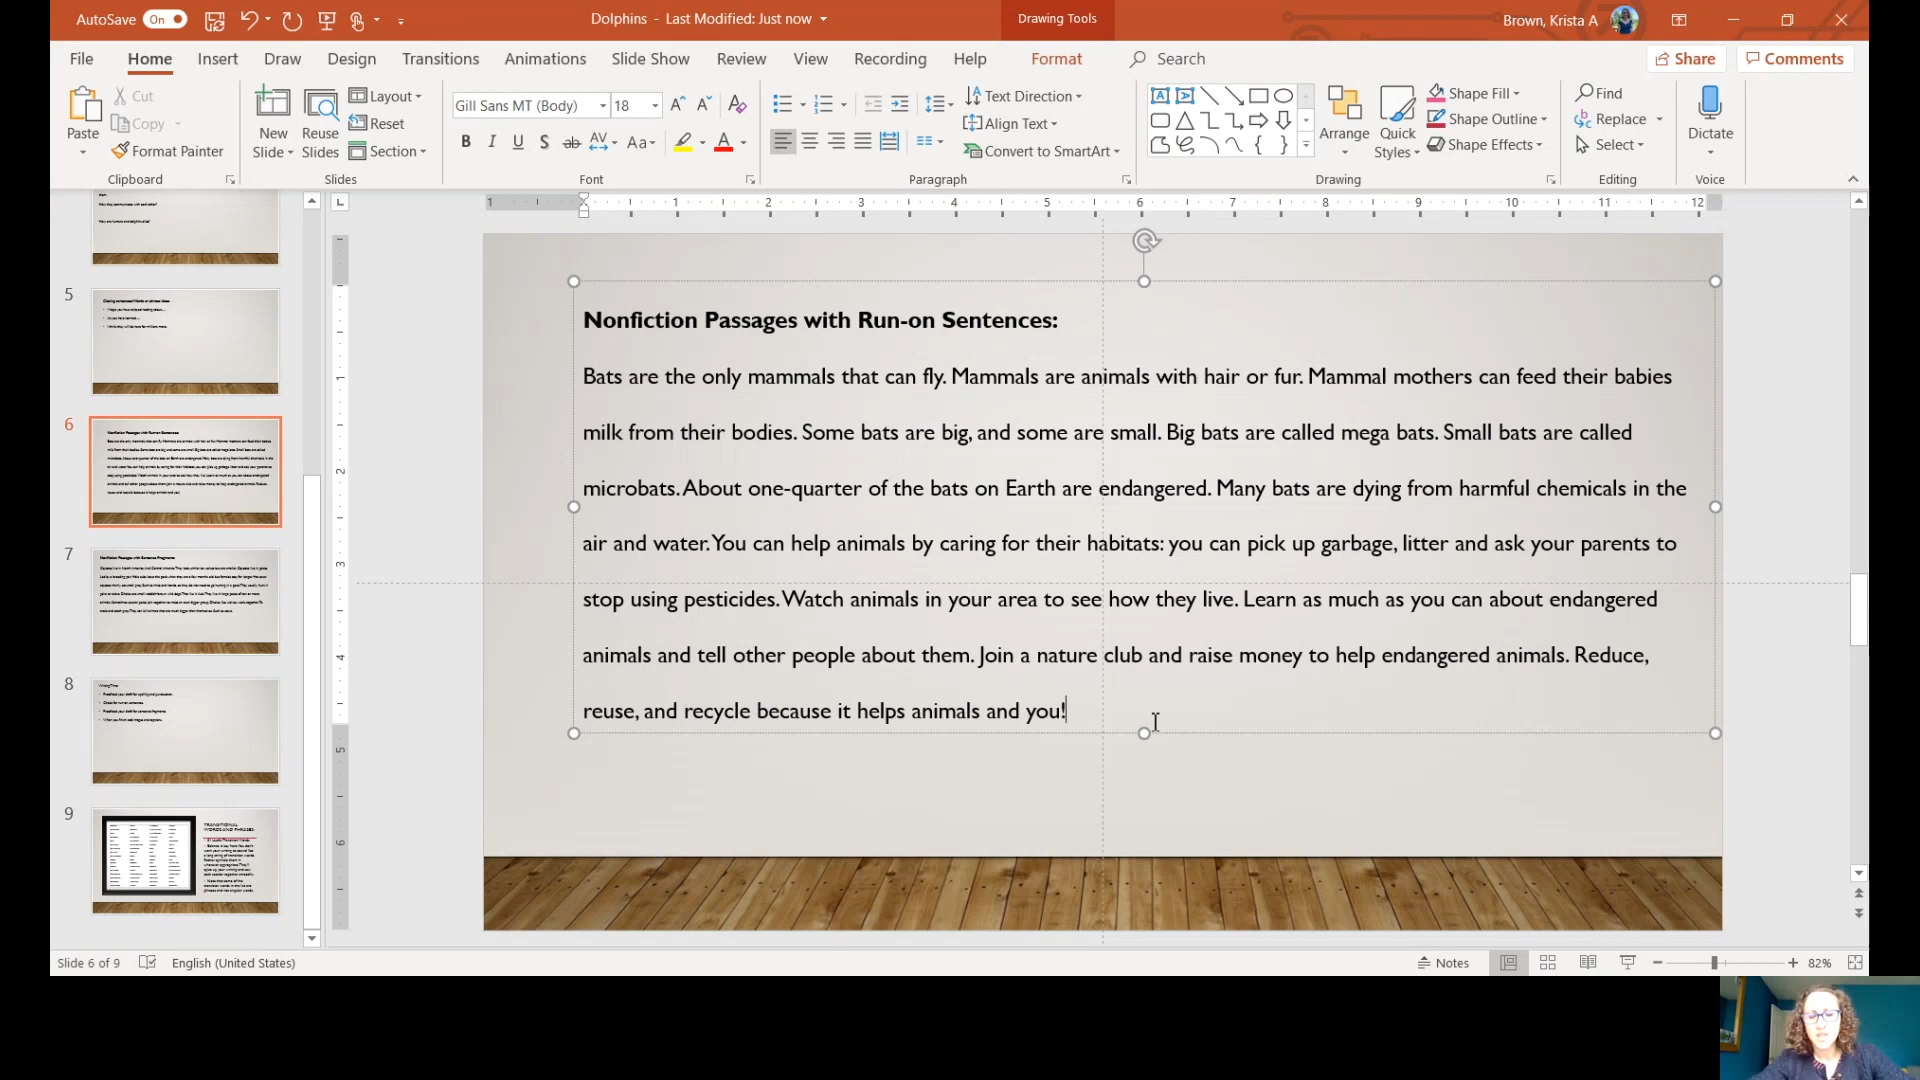 AutoSave On Dolphins - Last Modified: Just now Drawing Tools Brown, Krista A
File Home Insert Draw Design Transitions Animations Slide Show Review View Recording Help Format Search Share Comments
Paste
Cut
Copy
Format Painter
Clipboard
New Slide
Reuse Slides
Layout
Reset
Section
Slides
Gill Sans MT (Body) 18
Font
Text Direction
Align Text
Convert to SmartArt
Paragraph
Arrange
Quick Styles
Shape Fill
Shape Outline
Shape Effects
Drawing
Find
Replace
Select
Editing
Dictate
Voice
5
6
7
8
9
Nonfiction Passages with Run-on Sentences:
Bats are the only mammals that can fly. Mammals are animals with hair or fur. Mammal mothers can feed their babies
milk from their bodies. Some bats are big, and some are small. Big bats are called mega bats. Small bats are called
microbats. About one-quarter of the bats on Earth are endangered. Many bats are dying from harmful chemicals in the
air and water. You can help animals by caring for their habitats: you can pick up garbage, litter and ask your parents to
stop using pesticides. Watch animals in your area to see how they live. Learn as much as you can about endangered
animals and tell other people about them. Join a nature club and raise money to help endangered animals. Reduce,
reuse, and recycle because it helps animals and you!
Slide 6 of 9 English (United States) Notes 82%